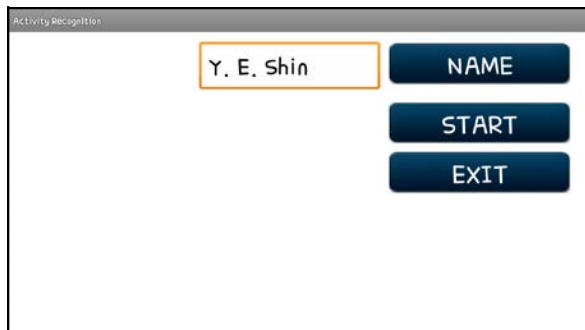 Activity Recognition
Y. E. Shin
NAME
START
EXIT